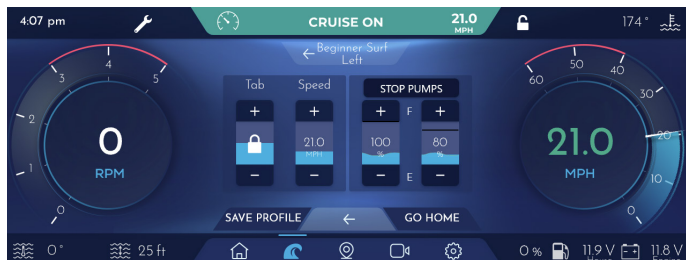 4:07 pm
CRUISE ON
21.0
MPH
174°
Beginner Surf
Left
Tab
Speed
STOP PUMPS
+
+
+
F
+
21.0
MPH
100
%
80
%
−
−
−
E
−
0
1
2
3
4
5
0
RPM
60
50
40
30
20
10
0
21.0
MPH
SAVE PROFILE
GO HOME
0°
25 ft
0 %
11.9 V
House
11.8 V
Engine